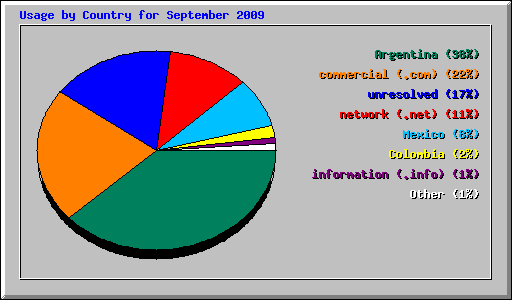 Usage by Country for September 2009
Argentina (38%)
commercial (.com) (22%)
unresolved (17%)
network (.net) (11%)
Mexico (8%)
Colombia (2%)
information (.info) (1%)
Other (1%)